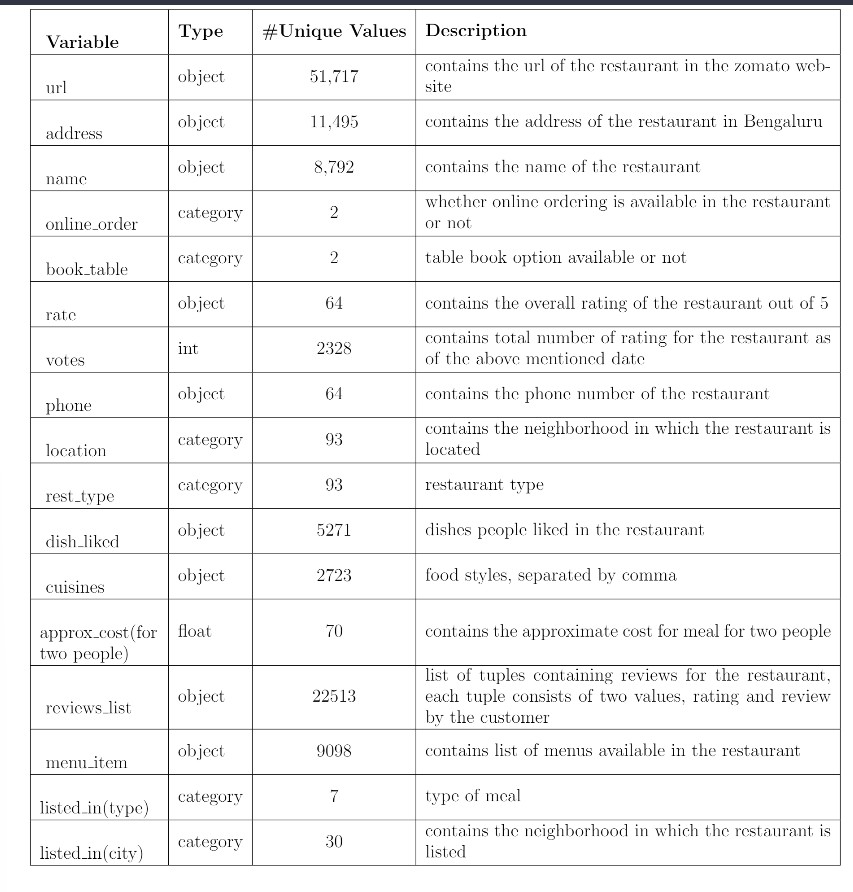 Variable Type #Unique Values Description
url object 51,717 contains the url of the restaurant in the zomato web-
site
address object 11,495 contains the address of the restaurant in Bengaluru
name object 8,792 contains the name of the restaurant
online_order category 2 whether online ordering is available in the restaurant
or not
book_table category 2 table book option available or not
rate object 64 contains the overall rating of the restaurant out of 5
votes int 2328 contains total number of rating for the restaurant as
of the above mentioned date
phone object 64 contains the phone number of the restaurant
location category 93 contains the neighborhood in which the restaurant is
located
rest_type category 93 restaurant type
dish_liked object 5271 dishes people liked in the restaurant
cuisines object 2723 food styles, separated by comma
approx_cost(for float 70 contains the approximate cost for meal for two people
two people)
reviews_list object 22513 list of tuples containing reviews for the restaurant,
each tuple consists of two values, rating and review
by the customer
menu_item object 9098 contains list of menus available in the restaurant
listed_in(type) category 7 type of meal
listed_in(city) category 30 contains the neighborhood in which the restaurant is
listed